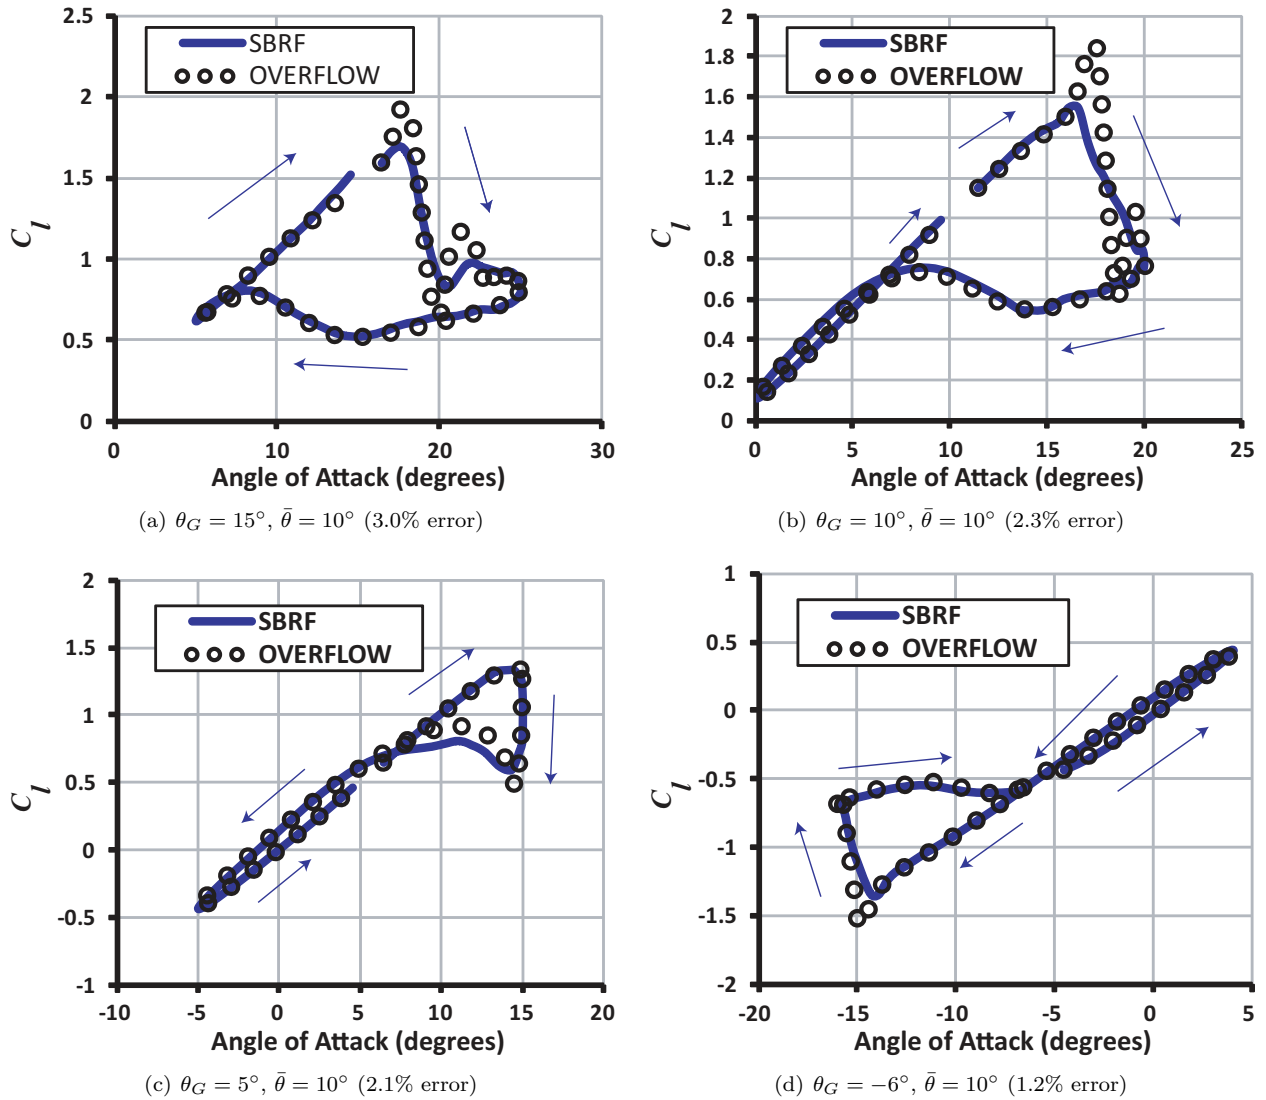 2.5
2
1.5
1
0.5
0
0
10
20
30
C_l
Angle of Attack (degrees)
SBRF
OVERFLOW
(a) θ_G = 15°, θ̄ = 10° (3.0% error)
2
1.8
1.6
1.4
1.2
1
0.8
0.6
0.4
0.2
0
0
5
10
15
20
25
C_l
Angle of Attack (degrees)
SBRF
OVERFLOW
(b) θ_G = 10°, θ̄ = 10° (2.3% error)
2
1.5
1
0.5
0
-0.5
-1
-10
-5
0
5
10
15
20
C_l
Angle of Attack (degrees)
SBRF
OVERFLOW
(c) θ_G = 5°, θ̄ = 10° (2.1% error)
1
0.5
0
-0.5
-1
-1.5
-2
-20
-15
-10
-5
0
5
C_l
Angle of Attack (degrees)
SBRF
OVERFLOW
(d) θ_G = −6°, θ̄ = 10° (1.2% error)